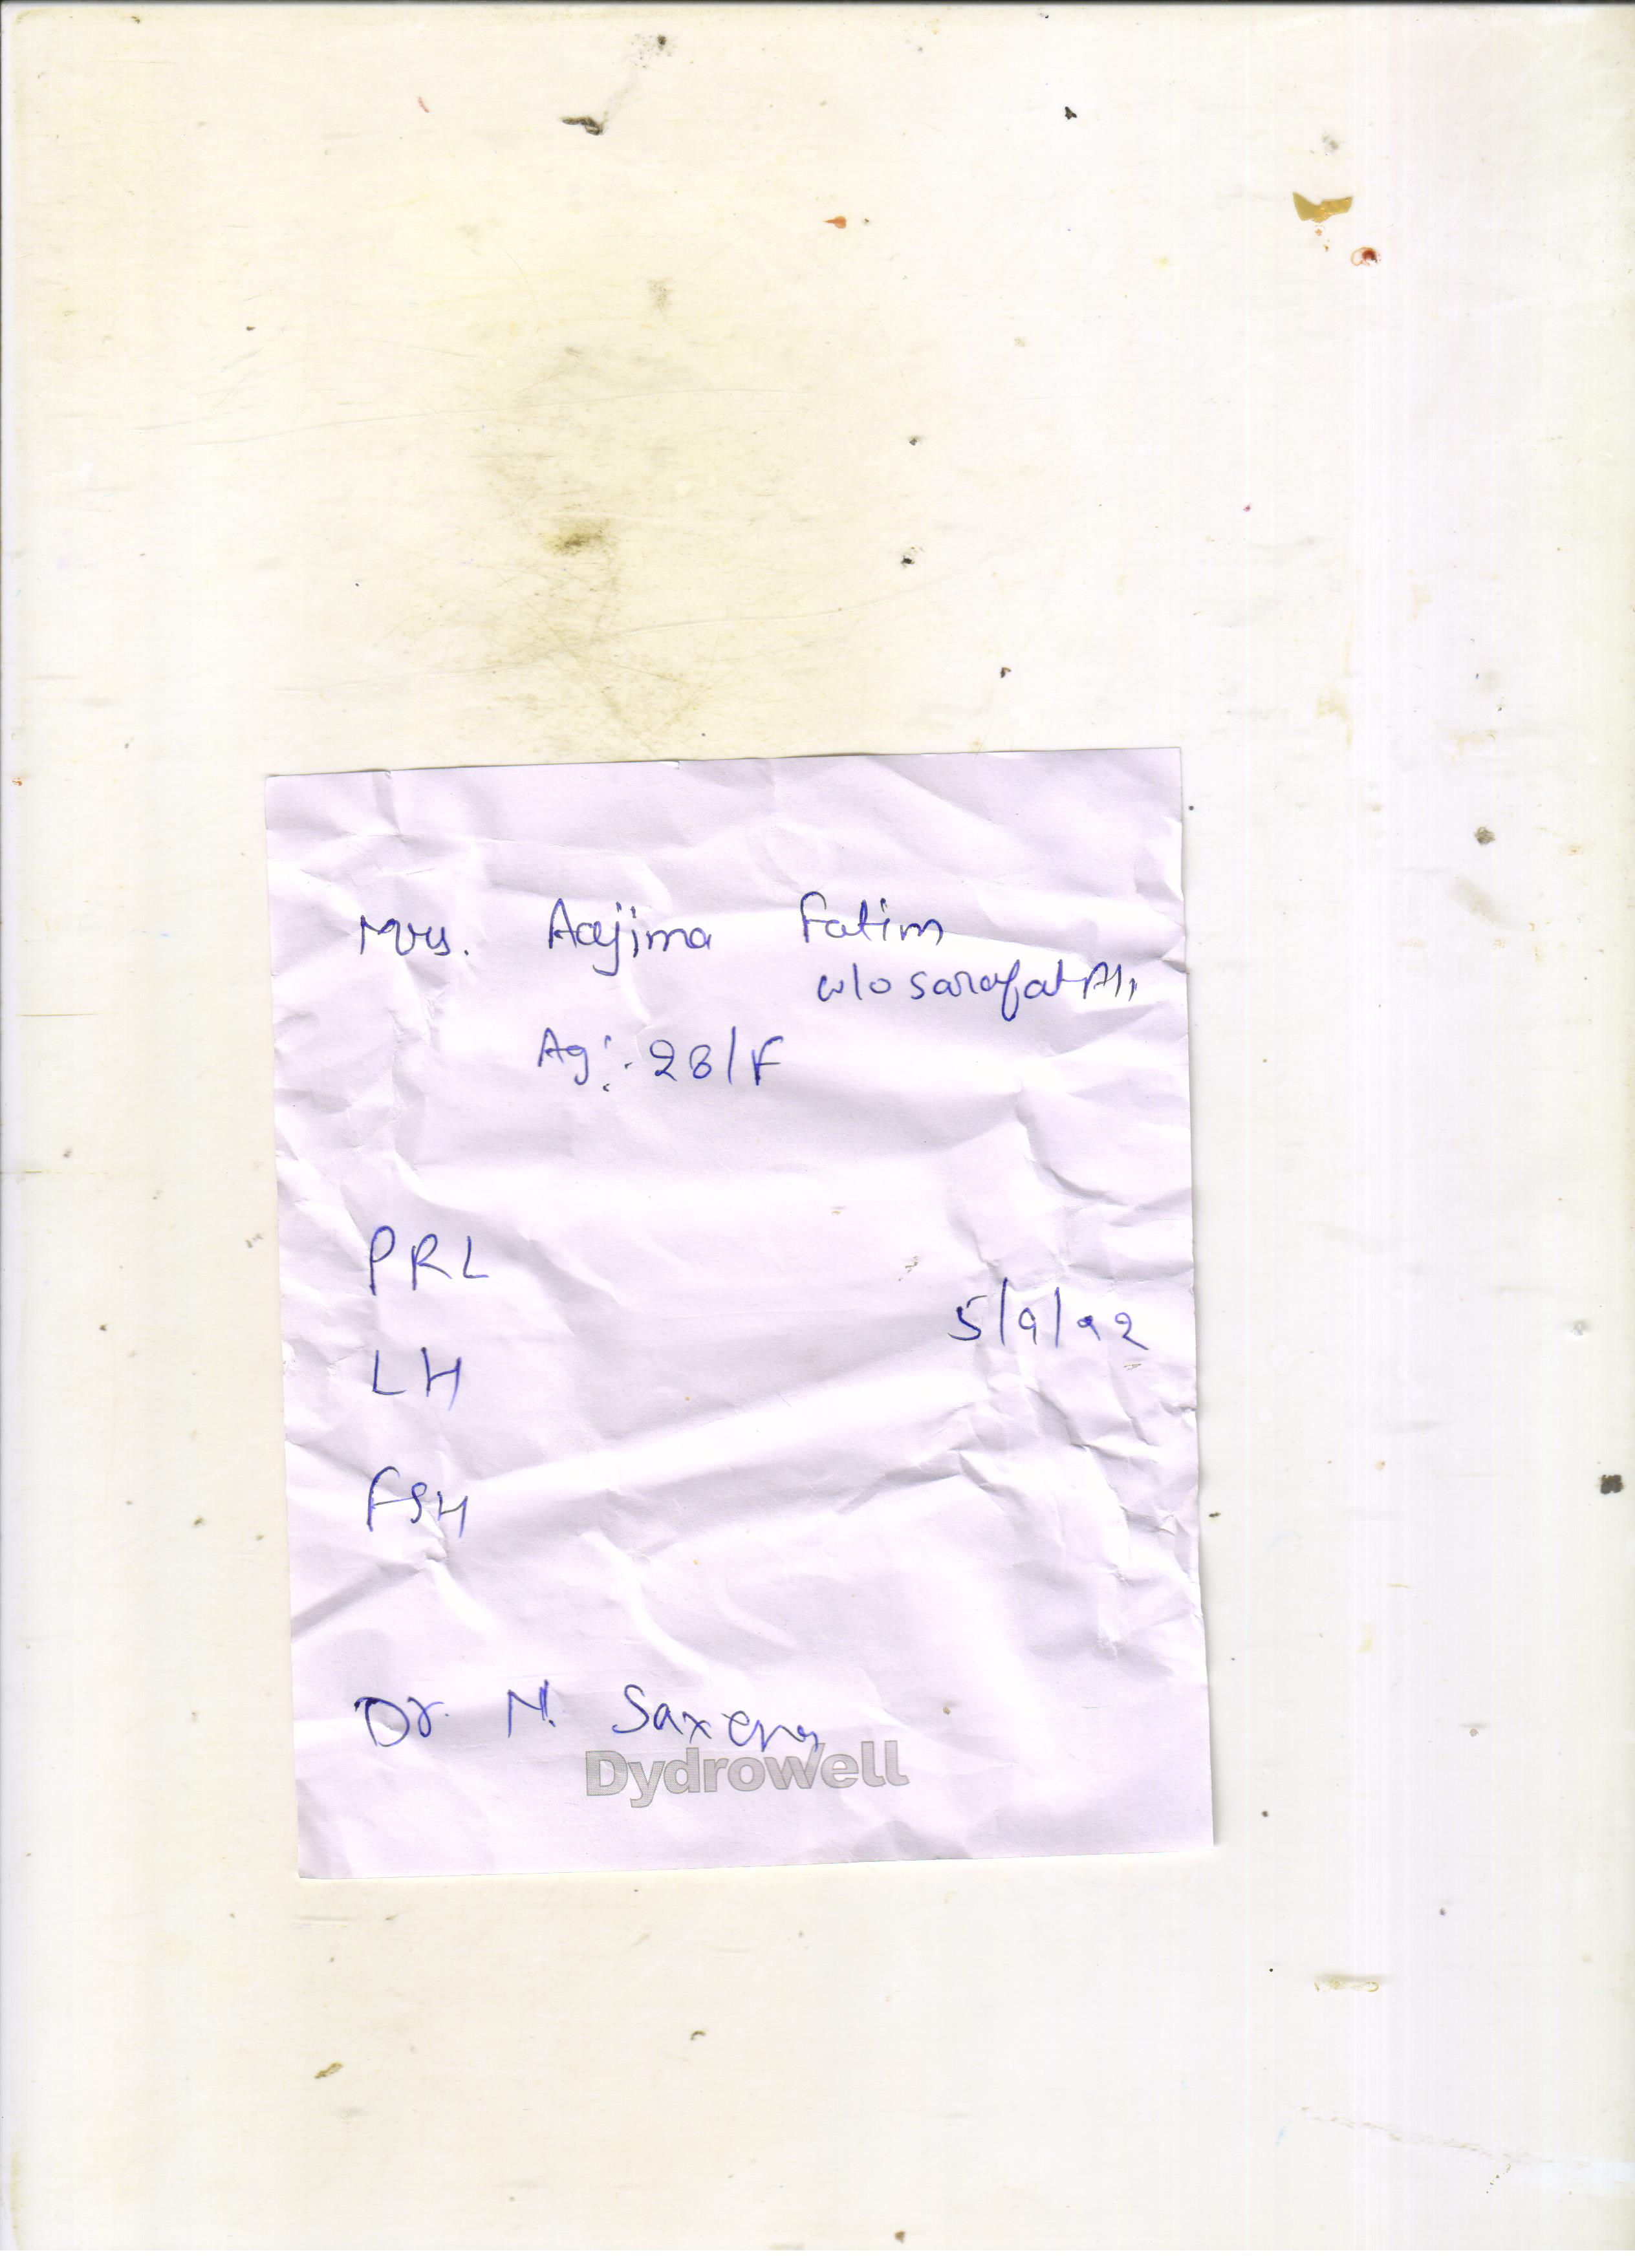 Mrs. Aajima Fatim
w/o sarafat Ali
Ag:- 28/F
PRL
5/9/22
LH
FSH
Dr. N. Saxena
Dydrowell